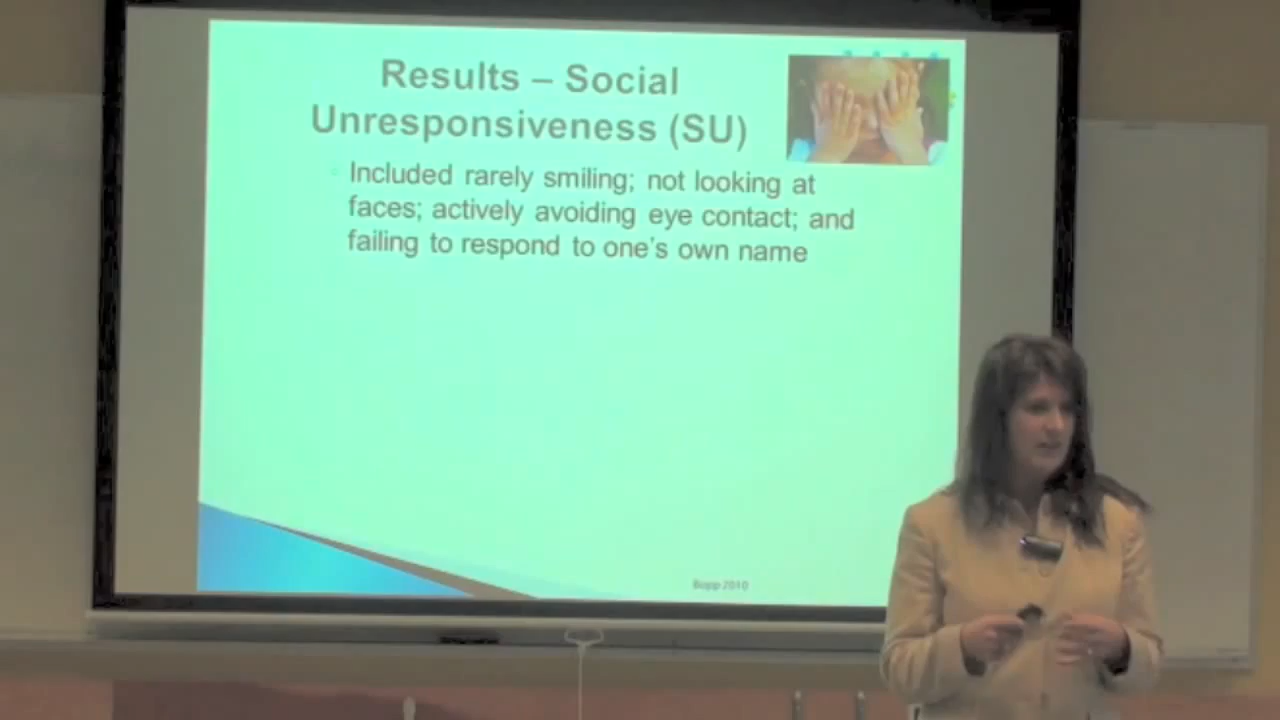 Results – Social
Unresponsiveness (SU)
Included rarely smiling; not looking at
faces; actively avoiding eye contact; and
failing to respond to one's own name
Bopp 2010